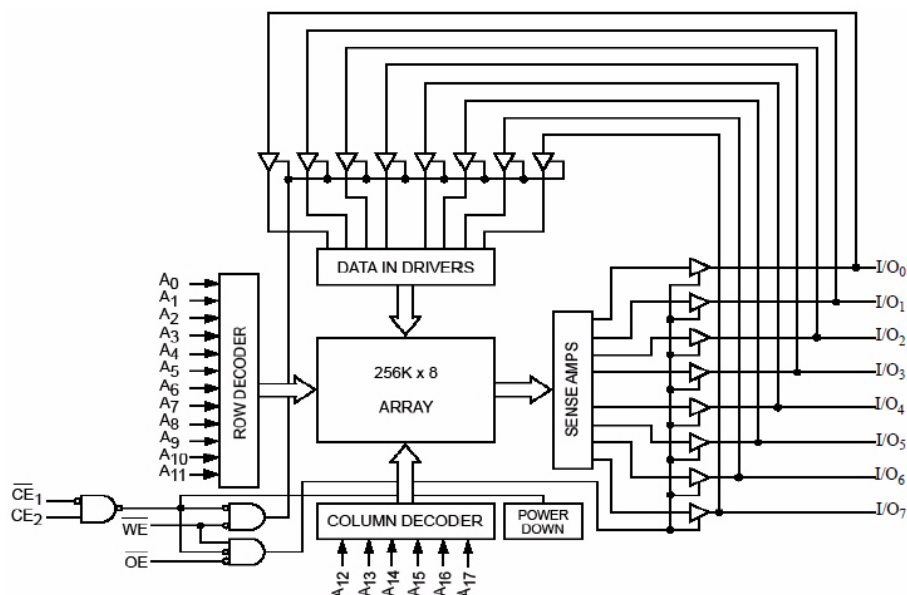 DATA IN DRIVERS
A0
A1
A2
A3
A4
A5
A6
A7
A8
A9
A10
A11
ROW DECODER
256K x 8
ARRAY
SENSE AMPS
I/O0
I/O1
I/O2
I/O3
I/O4
I/O5
I/O6
I/O7
CE1
CE2
WE
OE
COLUMN DECODER
POWER
DOWN
A12
A13
A14
A15
A16
A17